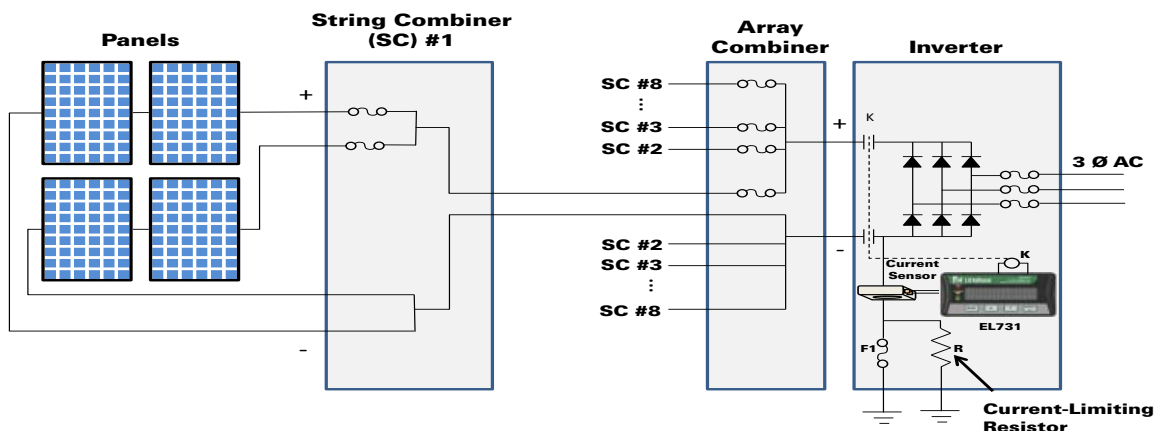 Panels
String Combiner
(SC) #1
Array
Combiner
Inverter
+
SC #8
⋮
SC #3
SC #2
+
K
3 Ø AC
SC #2
SC #3
⋮
SC #8
-
Current
Sensor
K
EL731
F1
R
-
Current-Limiting
Resistor